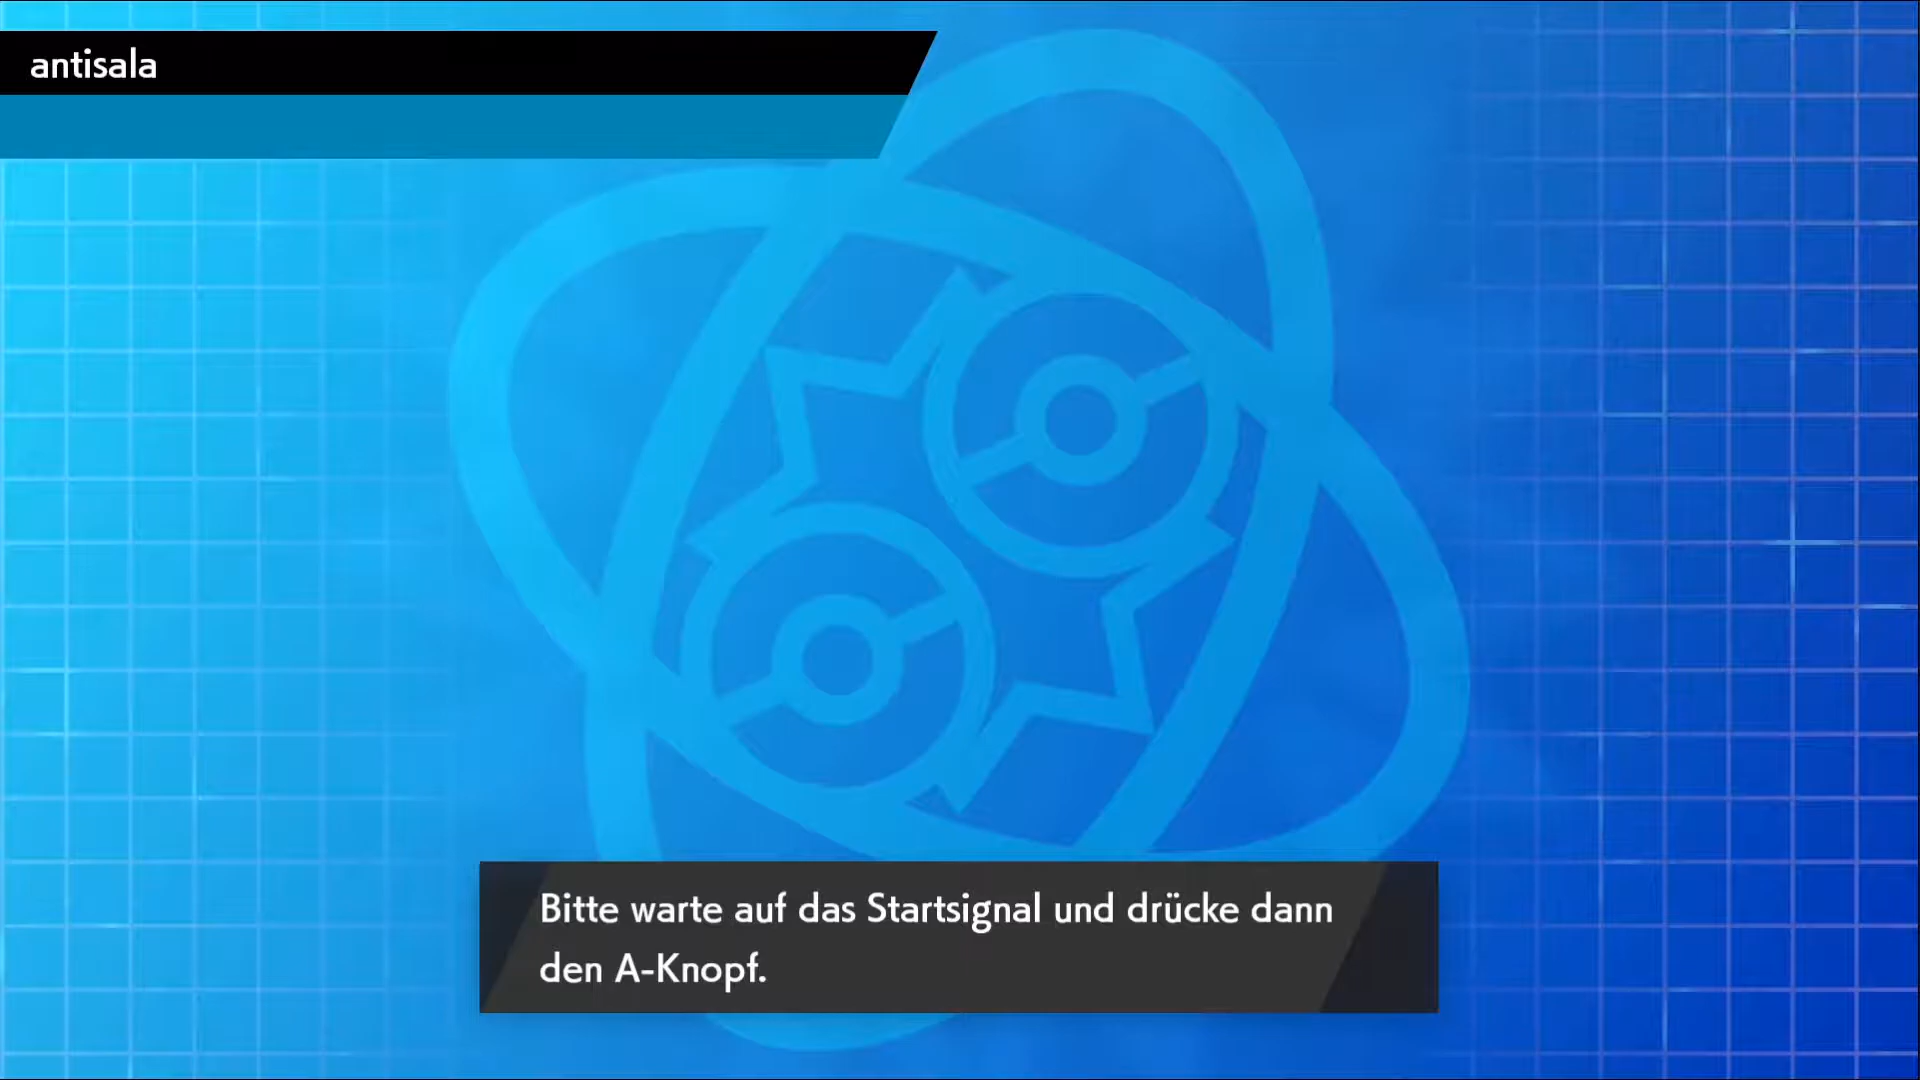 antisala
Bitte warte auf das Startsignal und drücke dann
den A-Knopf.